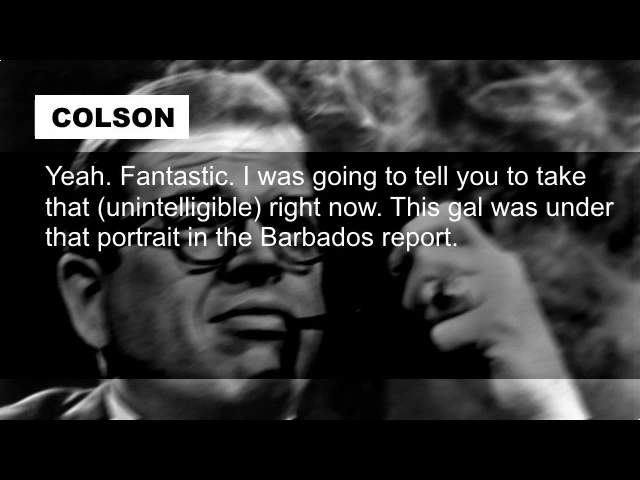 COLSON
Yeah. Fantastic. I was going to tell you to take
that (unintelligible) right now. This gal was under
that portrait in the Barbados report.